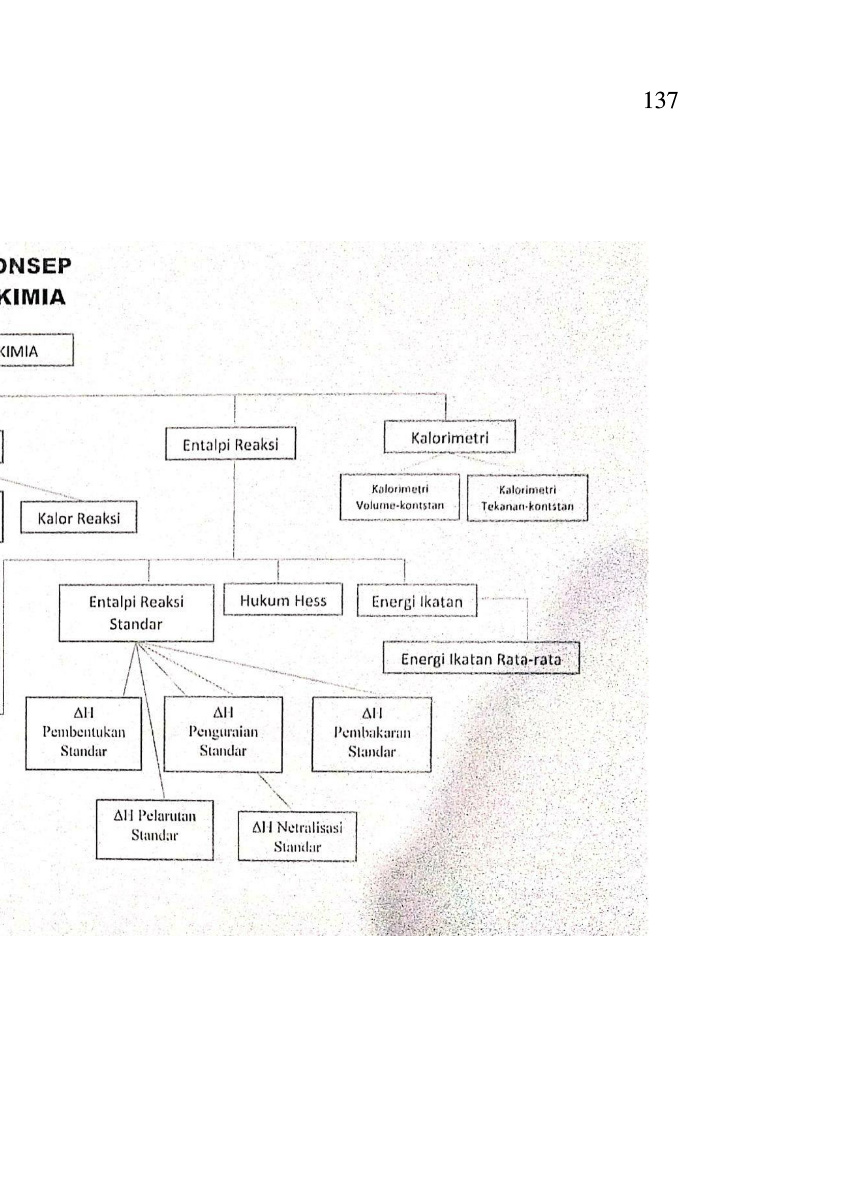 137
ONSEP
KIMIA
KIMIA
Entalpi Reaksi
Kalorimetri
Kalorimetri
Volume-kontstan
Kalorimetri
Tekanan-kontstan
Kalor Reaksi
Entalpi Reaksi
Standar
Hukum Hess
Energi Ikatan
Energi Ikatan Rata-rata
ΔH
Pembentukan
Standar
ΔH
Penguraian
Standar
ΔH
Pembakaran
Standar
ΔH Pelarutan
Standar
ΔH Netralisasi
Standar